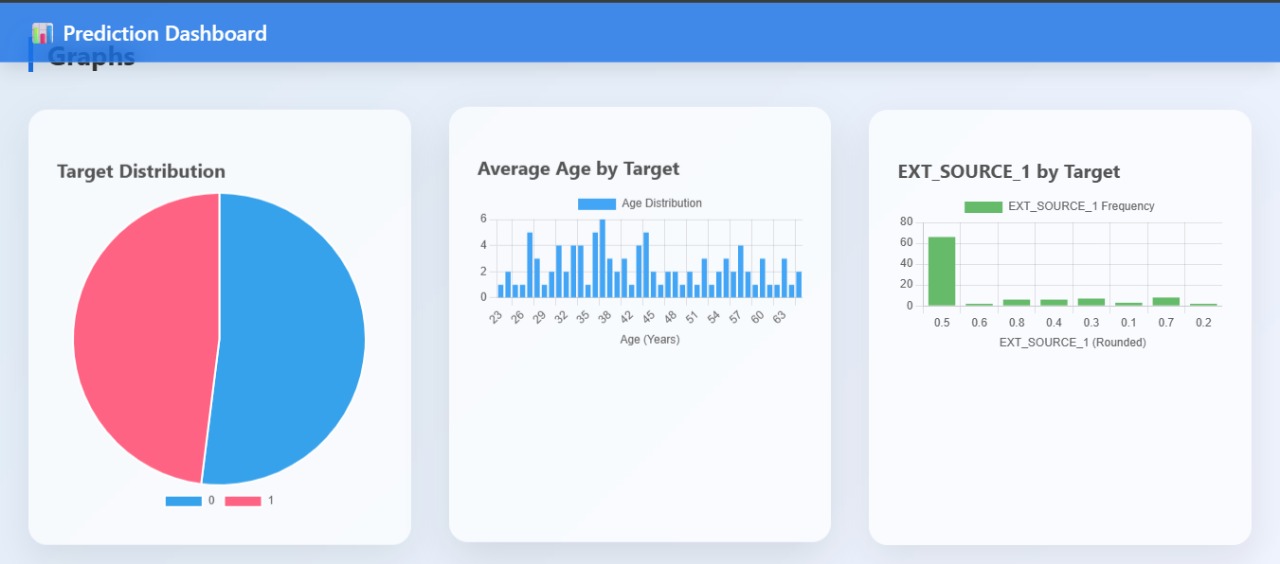 Prediction Dashboard
Graphs
Target Distribution
0 1
Average Age by Target
Age Distribution
6
4
2
0
23 26 29 32 35 38 42 45 48 51 54 57 60 63
Age (Years)
EXT_SOURCE_1 by Target
EXT_SOURCE_1 Frequency
80
60
40
20
0
0.5 0.6 0.8 0.4 0.3 0.1 0.7 0.2
EXT_SOURCE_1 (Rounded)